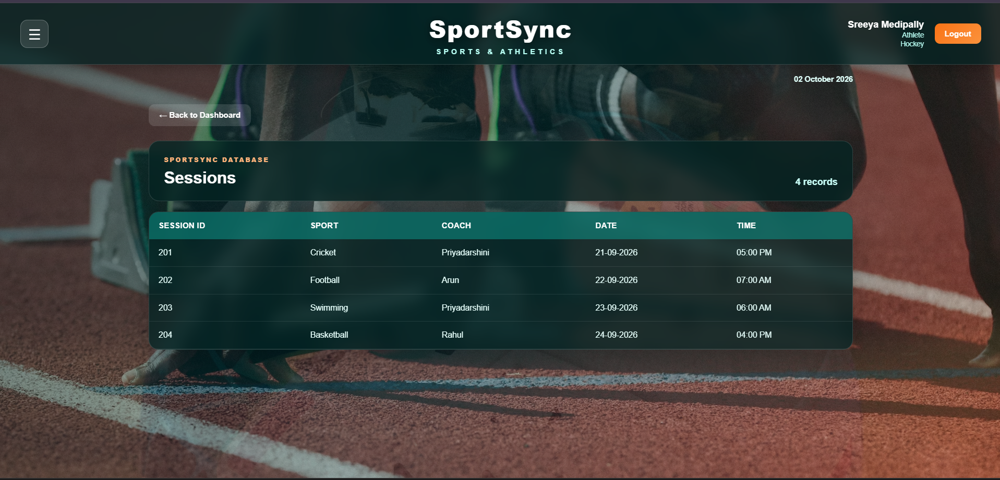 SportSync
SPORTS & ATHLETICS
Sreeya Medipally
Athlete
Hockey
Logout
02 October 2026
← Back to Dashboard
SPORTSYNC DATABASE
Sessions
4 records
SESSION ID SPORT COACH DATE TIME
201 Cricket Priyadarshini 21-09-2026 05:00 PM
202 Football Arun 22-09-2026 07:00 AM
203 Swimming Priyadarshini 23-09-2026 06:00 AM
204 Basketball Rahul 24-09-2026 04:00 PM